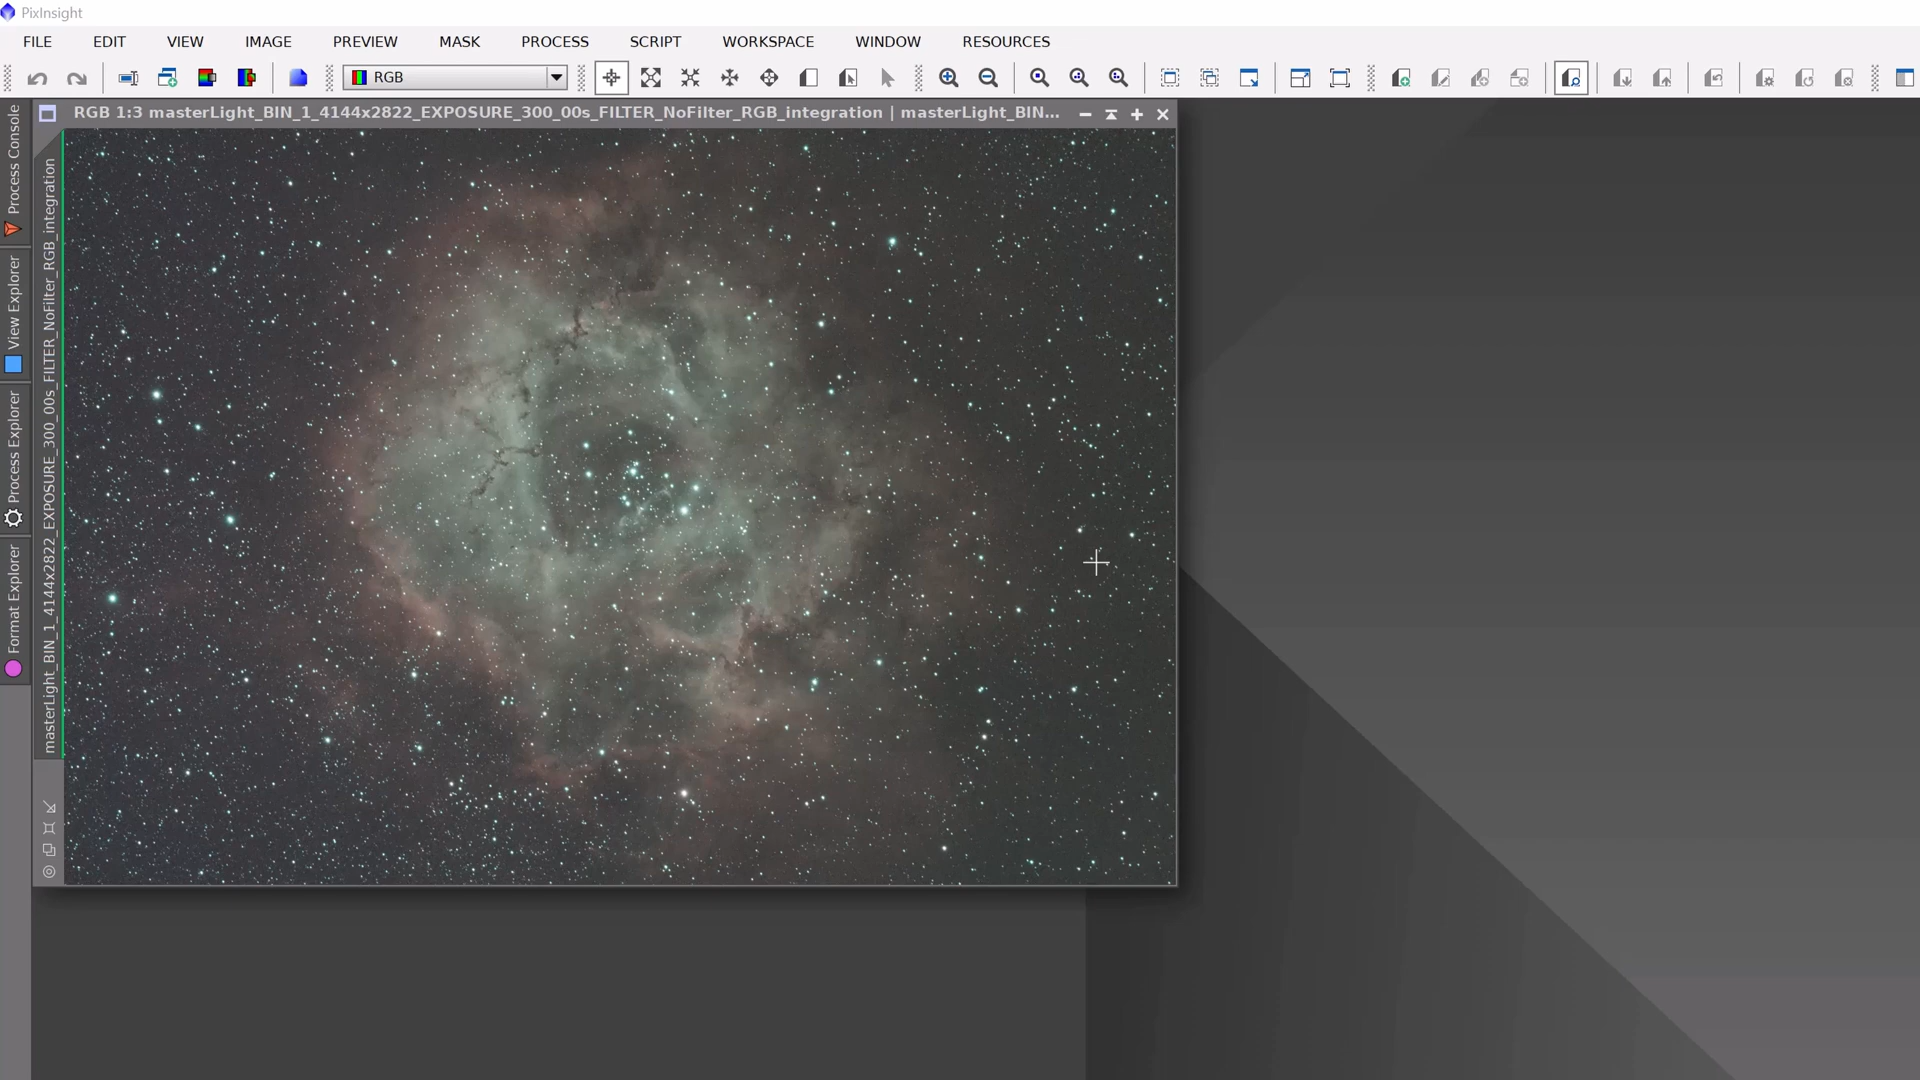 PixInsight
FILE EDIT VIEW IMAGE PREVIEW MASK PROCESS SCRIPT WORKSPACE WINDOW RESOURCES
RGB
RGB 1:3 masterLight_BIN_1_4144x2822_EXPOSURE_300_00s_FILTER_NoFilter_RGB_integration | masterLight_BIN...
Process Console
View Explorer
Process Explorer
Format Explorer
masterLight_BIN_1_4144x2822_EXPOSURE_300_00s_FILTER_NoFilter_RGB_integration